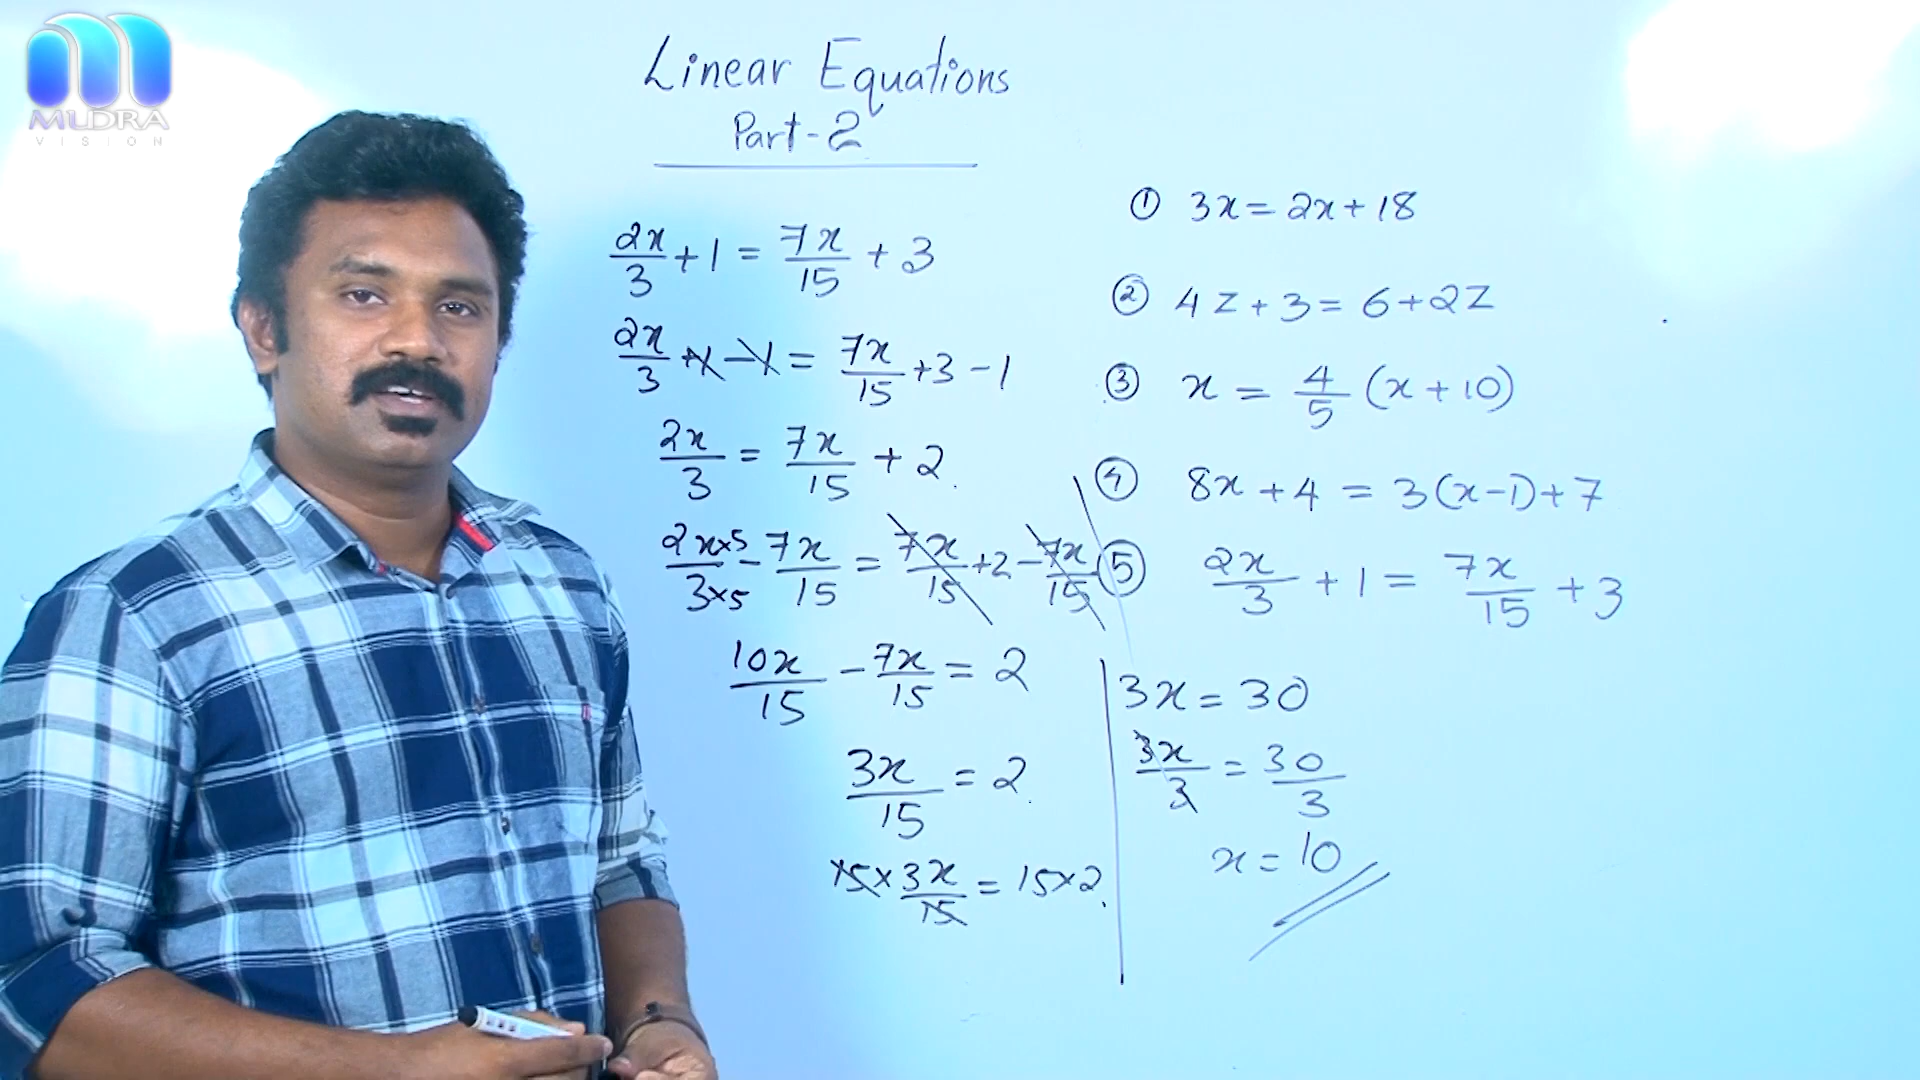 MUDRA
VISION
Linear Equations
Part-2
2x/3 + 1 = 7x/15 + 3
2x/3 + 1 - 1 = 7x/15 + 3 - 1
2x/3 = 7x/15 + 2
2x×5/3×5 - 7x/15 = 7x/15 + 2 - 7x/15
10x/15 - 7x/15 = 2
3x/15 = 2
15 × 3x/15 = 15×2
① 3x = 2x + 18
② 4z + 3 = 6 + 2z
③ x = 4/5 (x + 10)
④ 8x + 4 = 3(x-1) + 7
⑤ 2x/3 + 1 = 7x/15 + 3
3x = 30
3x/3 = 30/3
x = 10